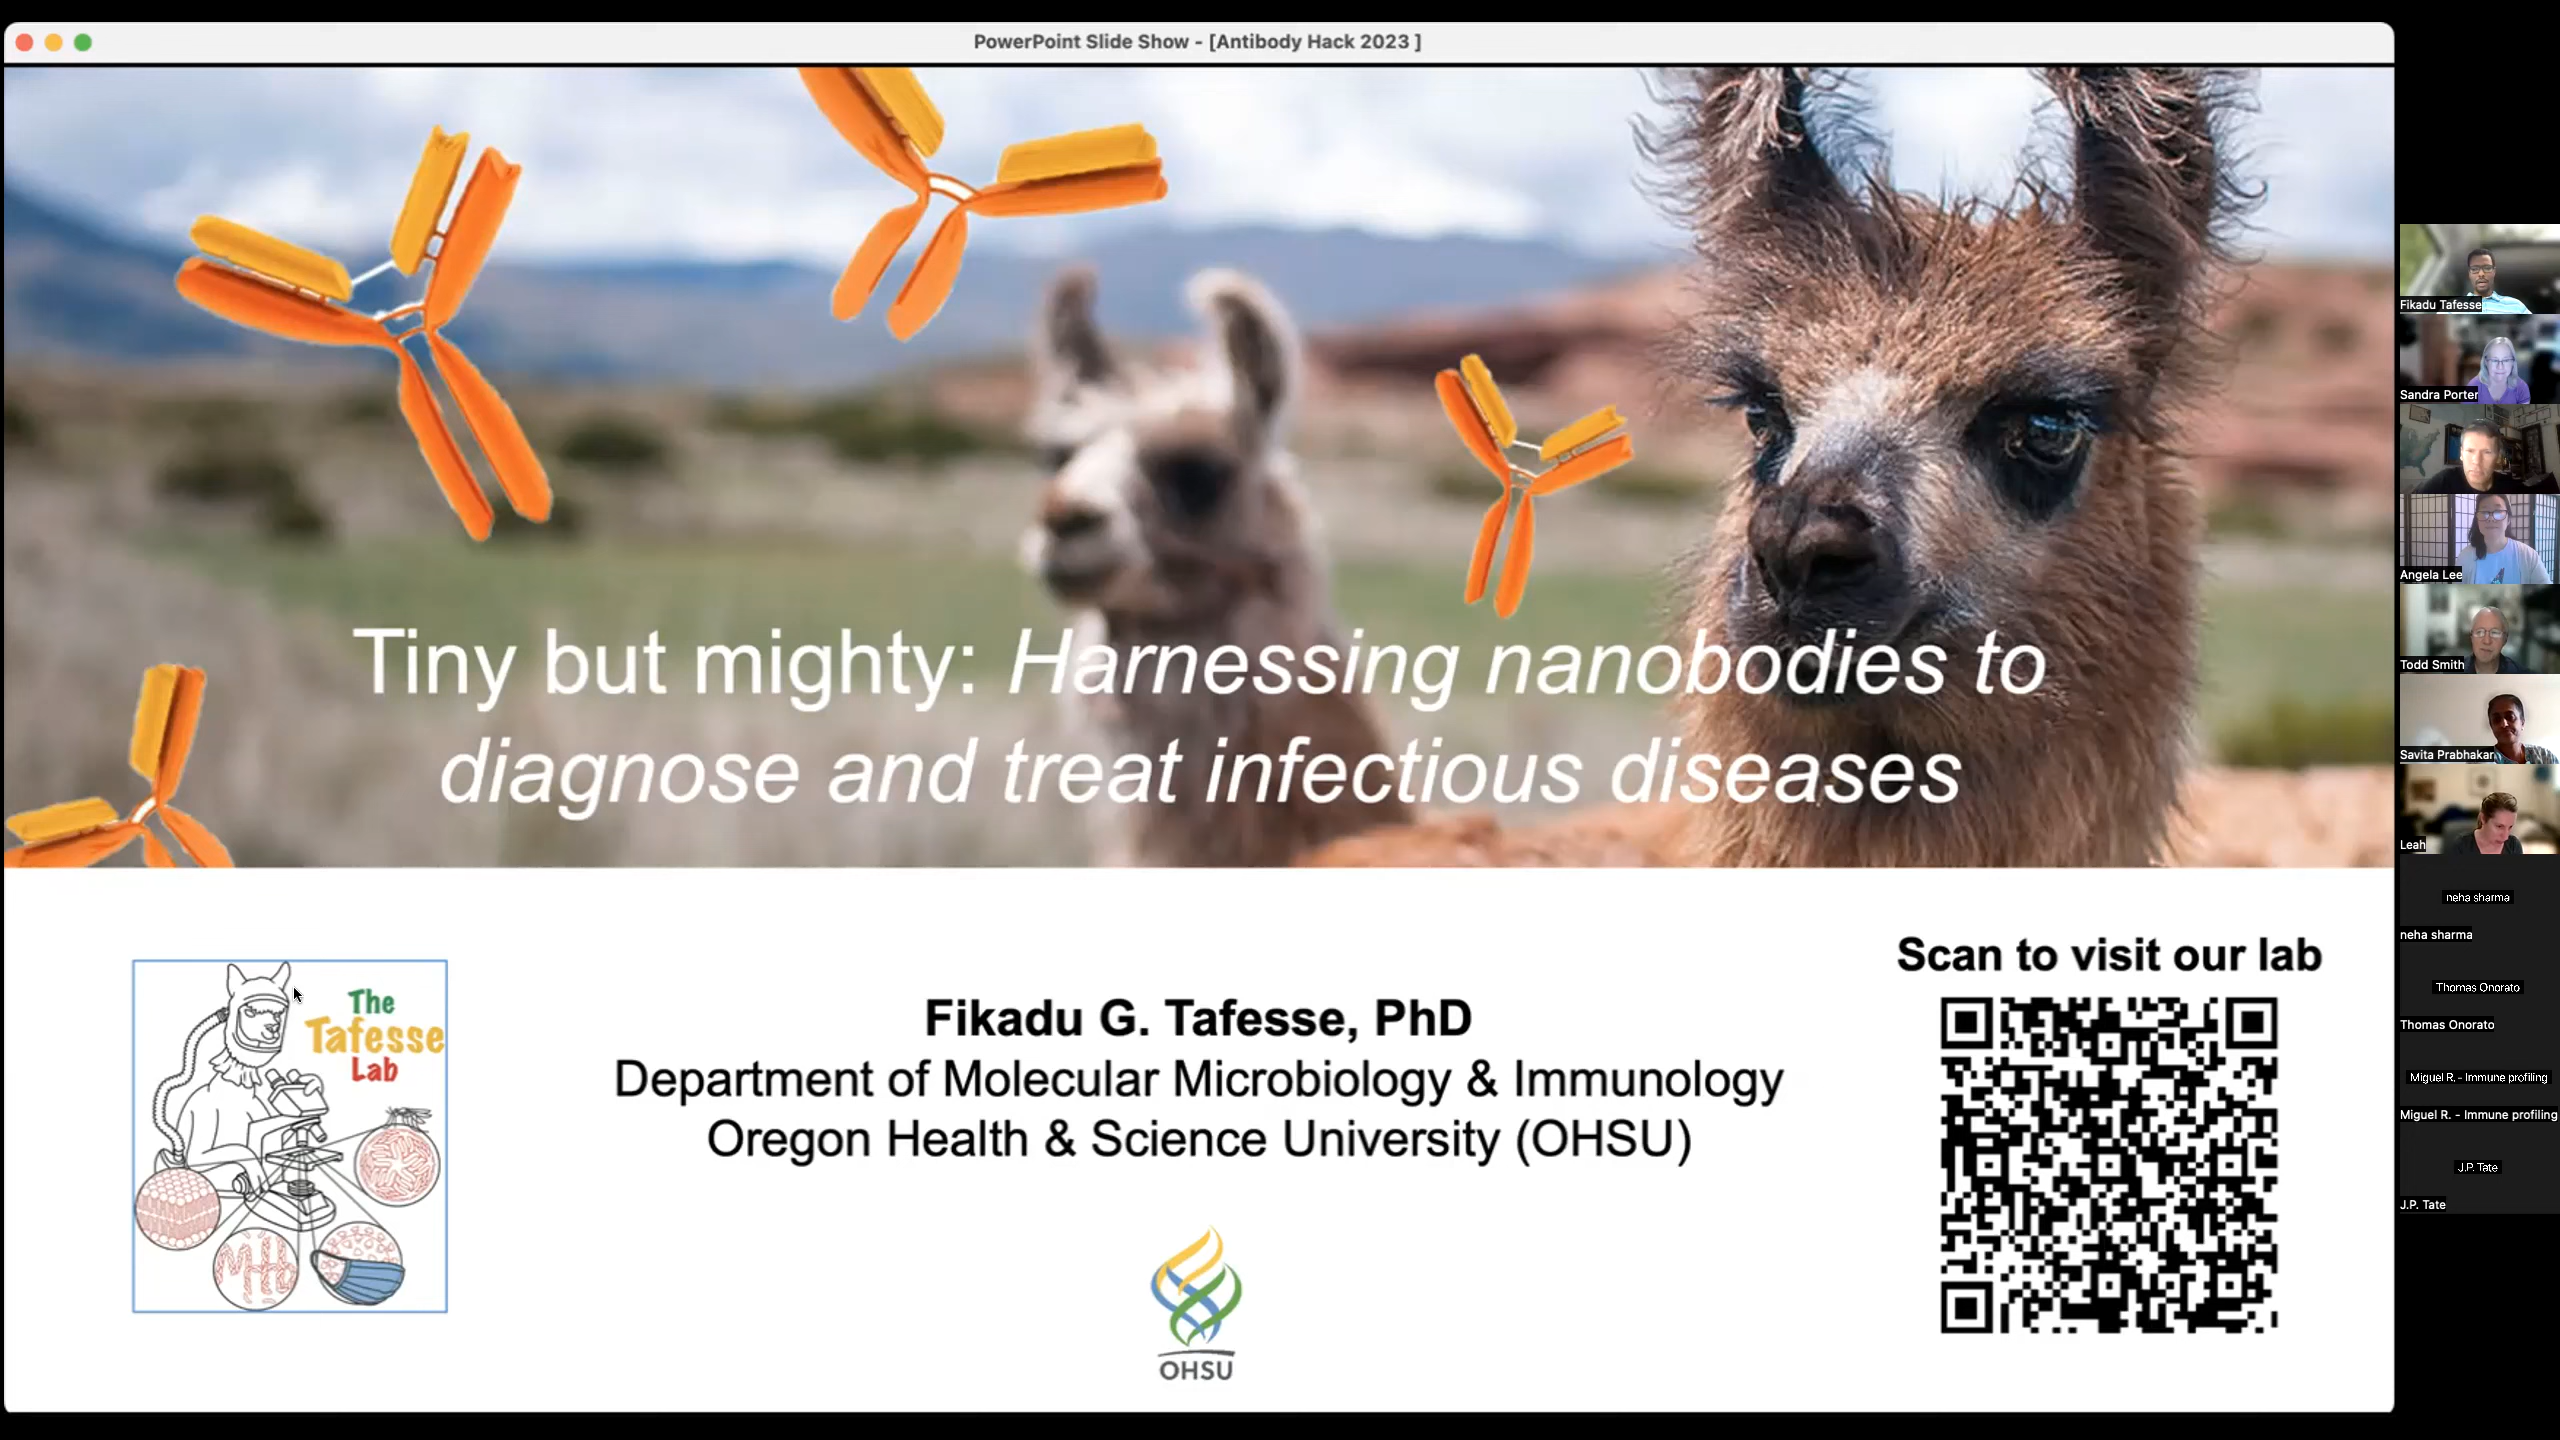 PowerPoint Slide Show - [Antibody Hack 2023 ]
Tiny but mighty: Harnessing nanobodies to
diagnose and treat infectious diseases
The
Tafesse
Lab
Fikadu G. Tafesse, PhD
Department of Molecular Microbiology & Immunology
Oregon Health & Science University (OHSU)
OHSU
Scan to visit our lab
Fikadu Tafesse
Sandra Porter
Angela Lee
Todd Smith
Savita Prabhakar
Leah
neha sharma
neha sharma
Thomas Onorato
Thomas Onorato
Miguel R. - Immune profiling
Miguel R. - Immune profiling
J.P. Tate
J.P. Tate